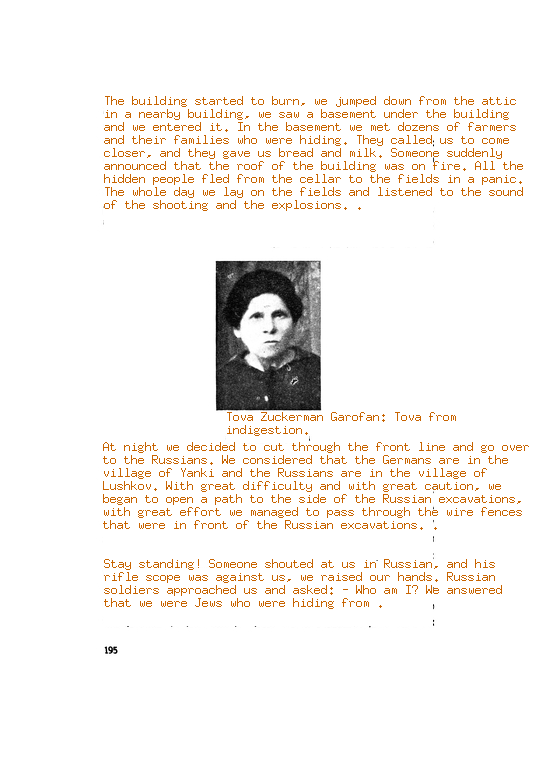 The building started to burn, we jumped down from the attic
in a nearby building, we saw a basement under the building
and we entered it. In the basement we met dozens of farmers
and their families who were hiding. They called us to come
closer, and they gave us bread and milk. Someone suddenly
announced that the roof of the building was on fire. All the
hidden people fled from the cellar to the fields in a panic.
The whole day we lay on the fields and listened to the sound
of the shooting and the explosions. .
Tova Zuckerman Garofan: Tova from
indigestion.
At night we decided to cut through the front line and go over
to the Russians. We considered that the Germans are in the
village of Yanki and the Russians are in the village of
Lushkov. With great difficulty and with great caution, we
began to open a path to the side of the Russian excavations,
with great effort we managed to pass through the wire fences
that were in front of the Russian excavations. .
Stay standing! Someone shouted at us in Russian, and his
rifle scope was against us, we raised our hands. Russian
soldiers approached us and asked: - Who am I? We answered
that we were Jews who were hiding from .
195